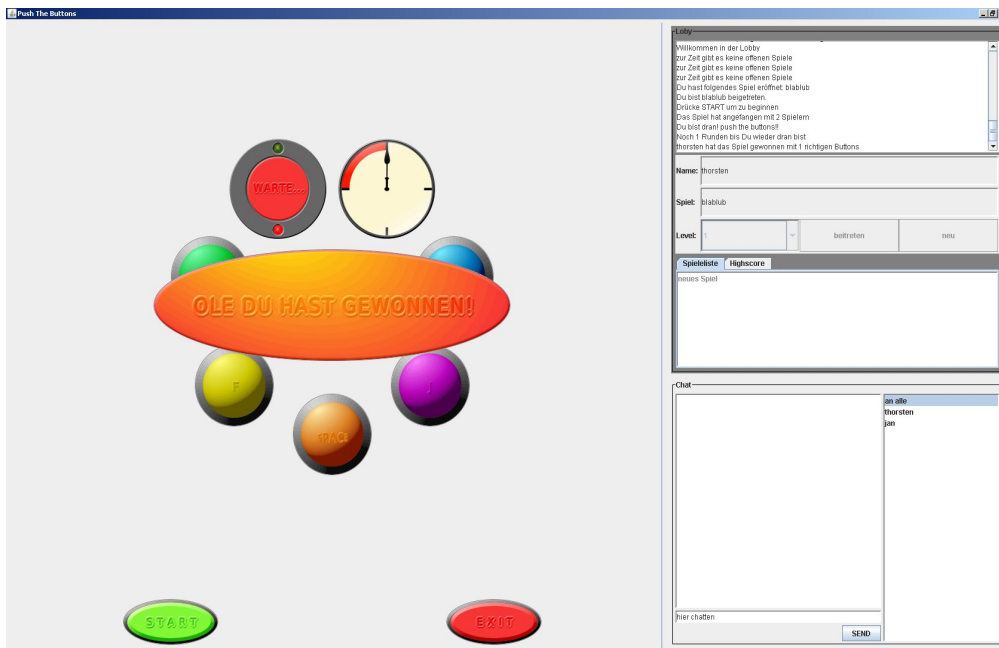 Push The Buttons
WARTE...
OLE DU HAST GEWONNEN!
F
J
SPACE
START
EXIT
Loby
Willkommen in der Lobby
zur Zeit gibt es keine offenen Spiele
zur Zeit gibt es keine offenen Spiele
zur Zeit gibt es keine offenen Spiele
Du hast folgendes Spiel eröffnet: blablub
Du bist blablub beigetreten.
Drücke START um zu beginnen
Das Spiel hat angefangen mit 2 Spielern
Du bist dran! push the buttons!!
Noch 1 Runden bis Du wieder dran bist
thorsten hat das Spiel gewonnen mit 1 richtigen Buttons
Name: thorsten
Spiel: blablub
Level: 1 beitreten neu
Spieleliste Highscore
neues Spiel
Chat
an alle
thorsten
jan
hier chatten
SEND